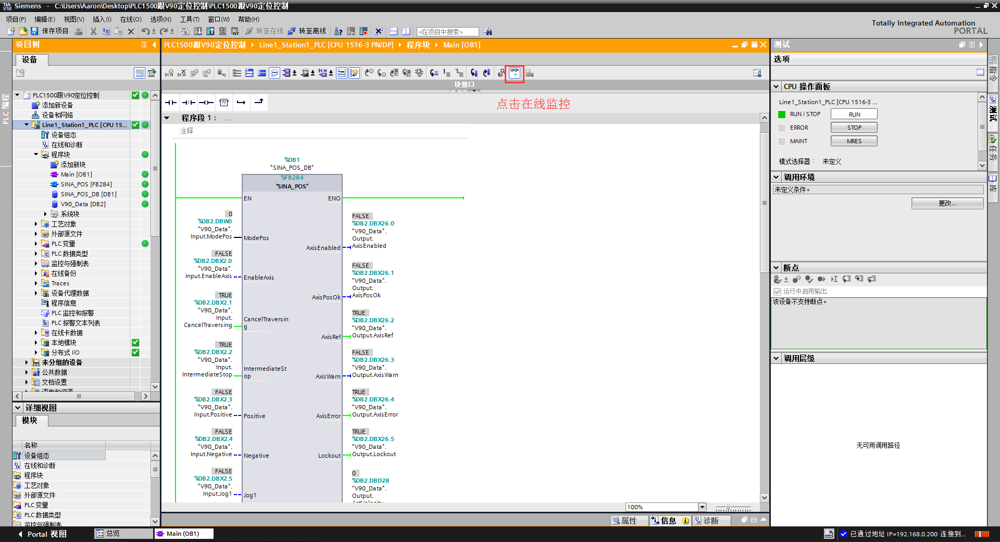 Siemens - C:\Users\Aaron\Desktop\PLC1500跟V90定位控制\PLC1500跟V90定位控制
项目(P) 编辑(E) 视图(V) 插入(I) 在线(O) 选项(N) 工具(T) 窗口(W) 帮助(H)
Totally Integrated Automation
PORTAL
保存项目 转至在线 转至离线 <在项目中搜索>
项目树
设备
PLC 编程
PLC1500跟V90定位控制
添加新设备
设备和网络
Line1_Station1_PLC [CPU 15...
设备组态
在线和诊断
程序块
添加新块
Main [OB1]
SINA_POS [FB284]
SINA_POS_DB [DB1]
V90_Data [DB2]
系统块
工艺对象
外部源文件
PLC 变量
PLC 数据类型
监控与强制表
在线备份
Traces
设备代理数据
程序信息
PLC 监控和报警
PLC 报警文本列表
在线卡数据
本地模块
分布式 I/O
未分组的设备
公共数据
文档设置
语言和资源
详细视图
模块
名称
设备组态
在线和诊断
程序块
工艺对象
外部源文件
PLC 变量
PLC 数据类型
监控与强制表
PLC1500跟V90定位控制 Line1_Station1_PLC [CPU 1516-3 PN/DP] 程序块 Main [OB1]
块接口
点击在线监控
程序段 1： .....
注释
%DB1
"SINA_POS_DB"
%FB284
"SINA_POS"
EN ENO
0
%DB2.DBW0
"V90_Data".
Input.ModePos
ModePos
FALSE
%DB2.DBX2.0
"V90_Data".
Input.EnableAxis
EnableAxis
TRUE
%DB2.DBX2.1
"V90_Data".
Input.
CancelTraversing
CancelTraversin
g
TRUE
%DB2.DBX2.2
"V90_Data".
Input.
IntermediateStop
IntermediateSt
op
FALSE
%DB2.DBX2.3
"V90_Data".
Input.Positive
Positive
FALSE
%DB2.DBX2.4
"V90_Data".
Input.Negative
Negative
FALSE
%DB2.DBX2.5
"V90_Data".
Input.Jog1
Jog1
FALSE
%DB2.DBX26.0
"V90_Data".
Output.
AxisEnabled
AxisEnabled
FALSE
%DB2.DBX26.1
"V90_Data".
Output.
AxisPosOk
AxisPosOk
TRUE
%DB2.DBX26.2
"V90_Data".
Output.AxisRef
AxisRef
FALSE
%DB2.DBX26.3
"V90_Data".
Output.AxisWarn
AxisWarn
TRUE
%DB2.DBX26.4
"V90_Data".
Output.AxisError
AxisError
TRUE
%DB2.DBX26.5
"V90_Data".
Output.Lockout
Lockout
0
%DB2.DBD28
"V90_Data".
Output.
ActVelocity
100%
属性 信息 诊断
测试
选项
CPU 操作面板
Line1_Station1_PLC [CPU 1516-3 ...
RUN / STOP RUN
ERROR STOP
MAINT MRES
模式选择器： 未定义
调用环境
未定义条件。
更改...
断点
运行中启用输出
该设备不支持断点。
调用层级
无可用调用路径
指令
测试
任务
库
Portal 视图 总览 Main (OB1)
已通过地址 IP=192.168.0.200 连接到...